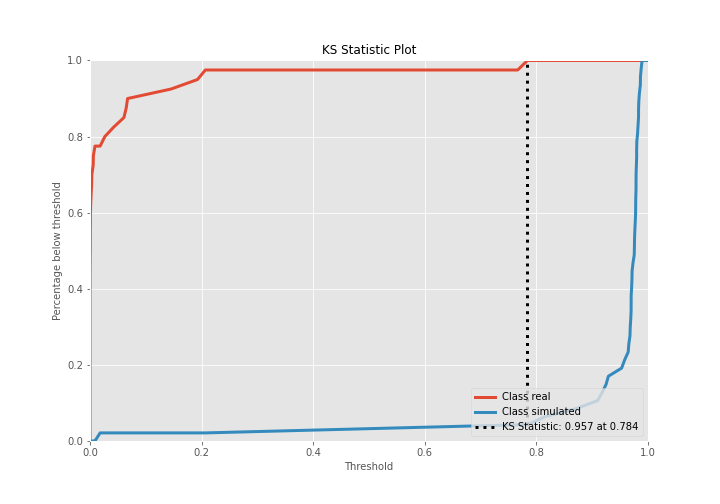 KS Statistic Plot
Percentage below threshold
1.0
0.8
0.6
0.4
0.2
0.0
Class real
Class simulated
KS Statistic: 0.957 at 0.784
0.0 0.2 0.4 0.6 0.8 1.0
Threshold